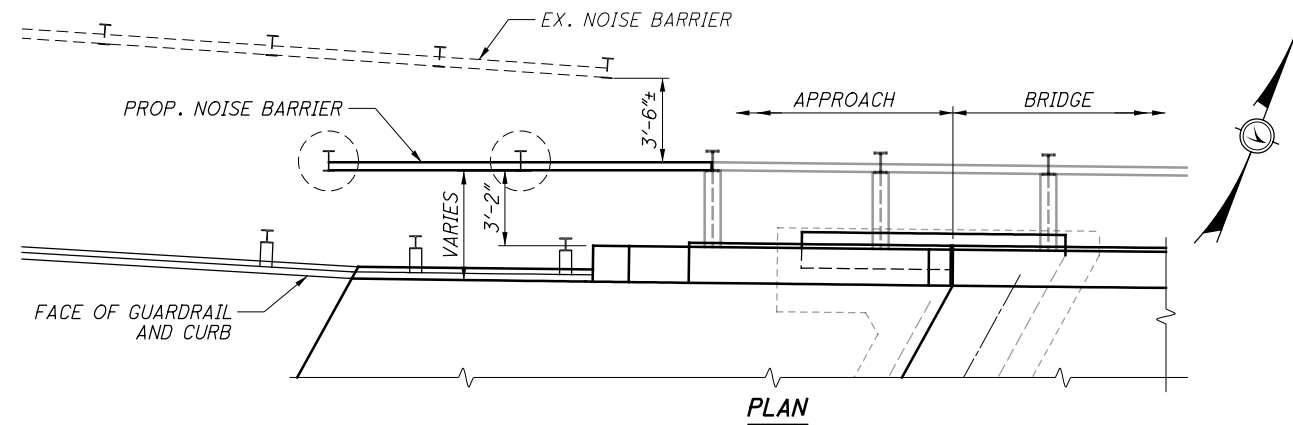 EX. NOISE BARRIER
PROP. NOISE BARRIER
3'-6"±
APPROACH
BRIDGE
VARIES
3'-2"
FACE OF GUARDRAIL
AND CURB
PLAN